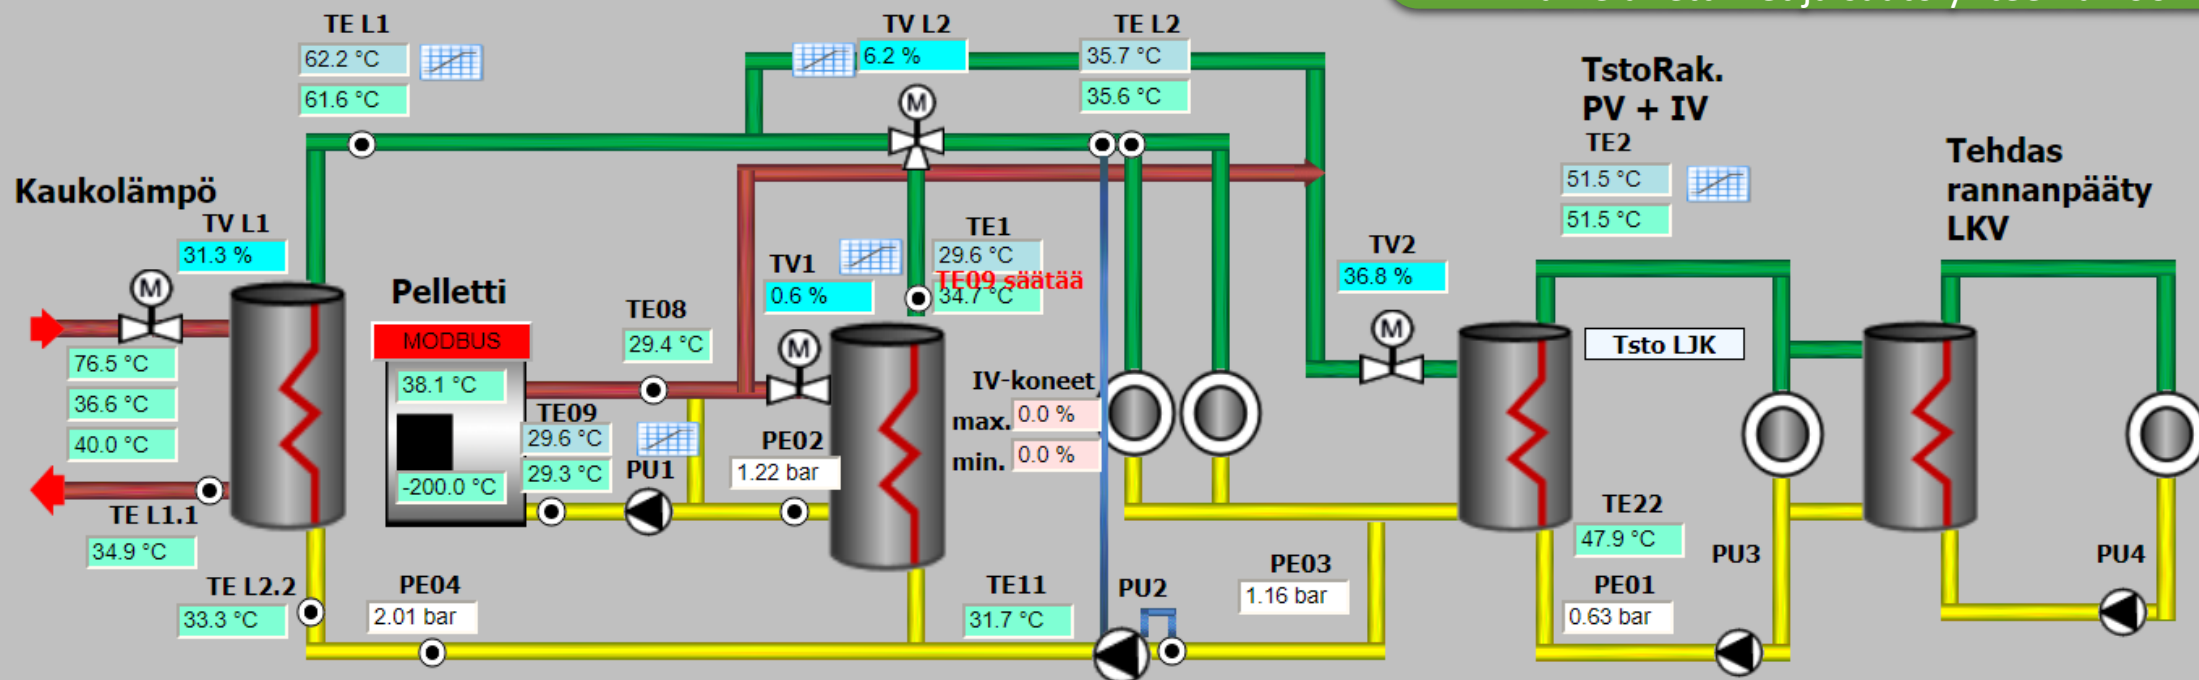 TE L1
62.2 °C
61.6 °C
TV L2
6.2 %
TE L2
35.7 °C
35.6 °C
M
TstoRak.
PV + IV
TE2
51.5 °C
51.5 °C
Tehdas
rannanpääty
LKV
Kaukolämpö
TV L1
31.3 %
M
76.5 °C
36.6 °C
40.0 °C
TE L1.1
34.9 °C
TE L2.2
33.3 °C
PE04
2.01 bar
Pelletti
MODBUS
38.1 °C
-200.0 °C
TE08
29.4 °C
TE09
29.6 °C
29.3 °C
PU1
TV1
0.6 %
M
PE02
1.22 bar
TE1
29.6 °C
TE09 säätää
34.7 °C
IV-koneet
max. 0.0 %
min. 0.0 %
TE11
31.7 °C
PU2
PE03
1.16 bar
TV2
36.8 %
M
Tsto LJK
TE22
47.9 °C
PE01
0.63 bar
PU3
PU4